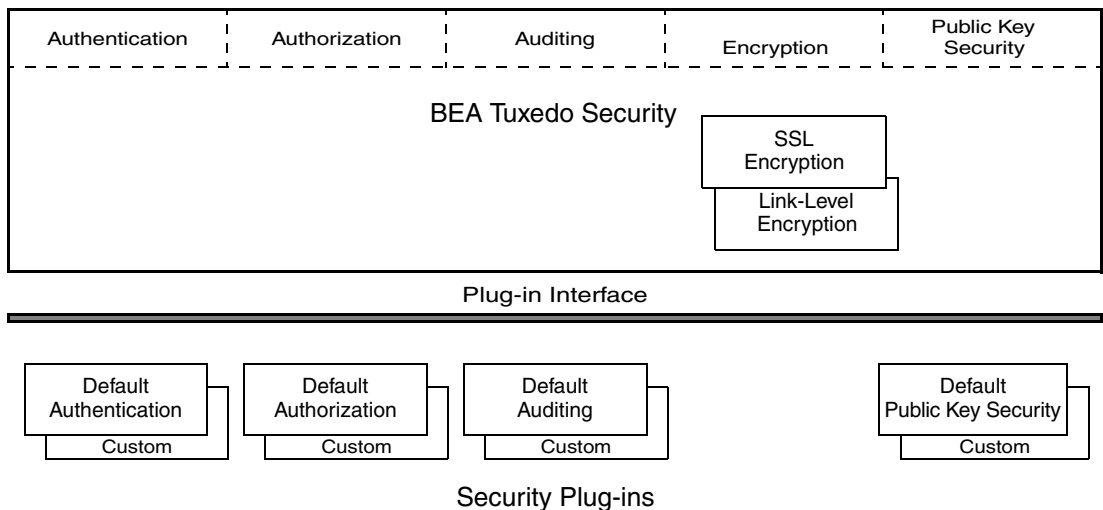 Authentication
Authorization
Auditing
Encryption
Public Key
Security
BEA Tuxedo Security
SSL
Encryption
Link-Level
Encryption
Plug-in Interface
Default
Authentication
Custom
Default
Authorization
Custom
Default
Auditing
Custom
Default
Public Key Security
Custom
Security Plug-ins